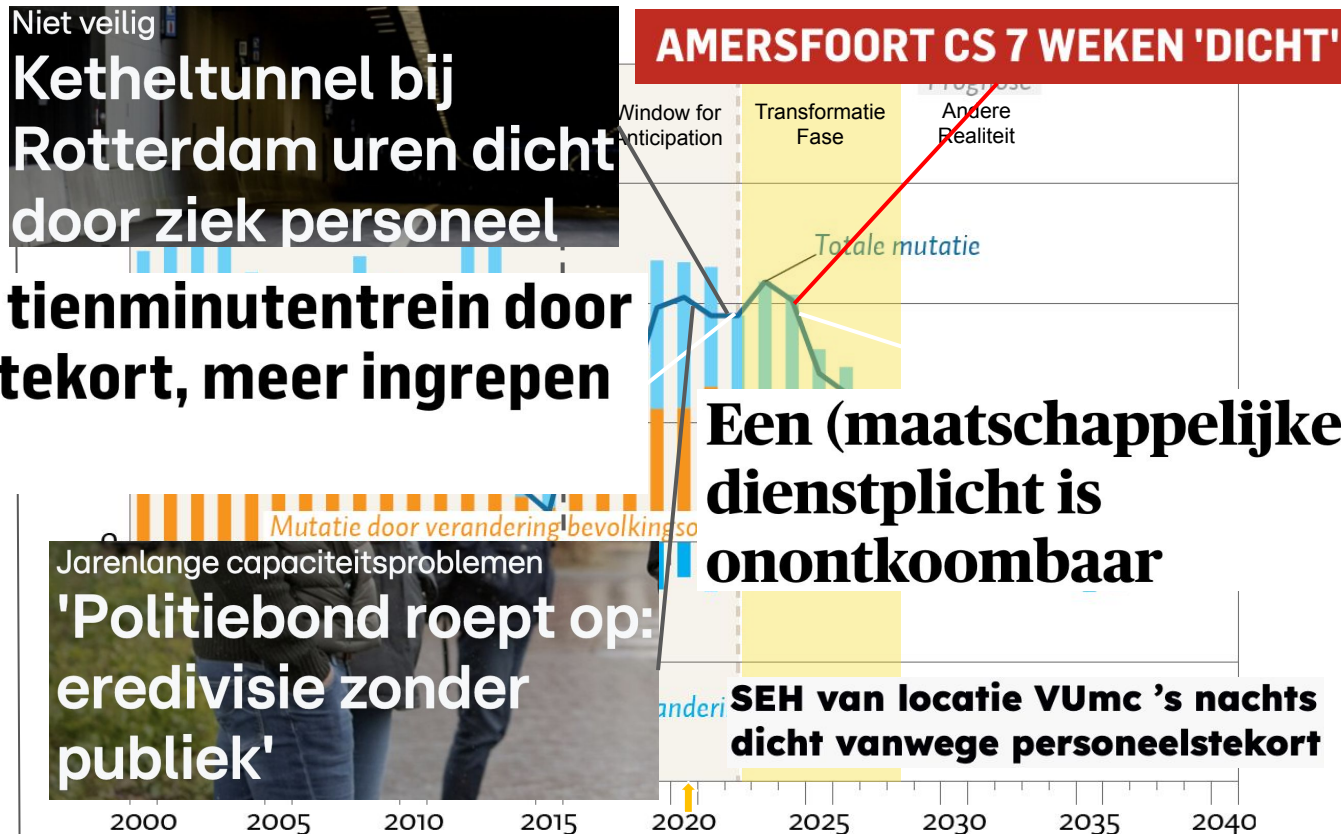 Niet veilig
Ketheltunnel bij
Rotterdam uren dicht
door ziek personeel
AMERSFOORT CS 7 WEKEN 'DICHT'
Prognose
Window for
Anticipation
Transformatie
Fase
Andere
Realiteit
Totale mutatie
tienminutentrein door
tekort, meer ingrepen
Een (maatschappelijke
dienstplicht is
onontkoombaar
0
Mutatie door verandering bevolkingso
Jarenlange capaciteitsproblemen
'Politiebond roept op:
eredivisie zonder
publiek'
anderi
SEH van locatie VUmc ’s nachts
dicht vanwege personeelstekort
2000 2005 2010 2015 2020 2025 2030 2035 2040